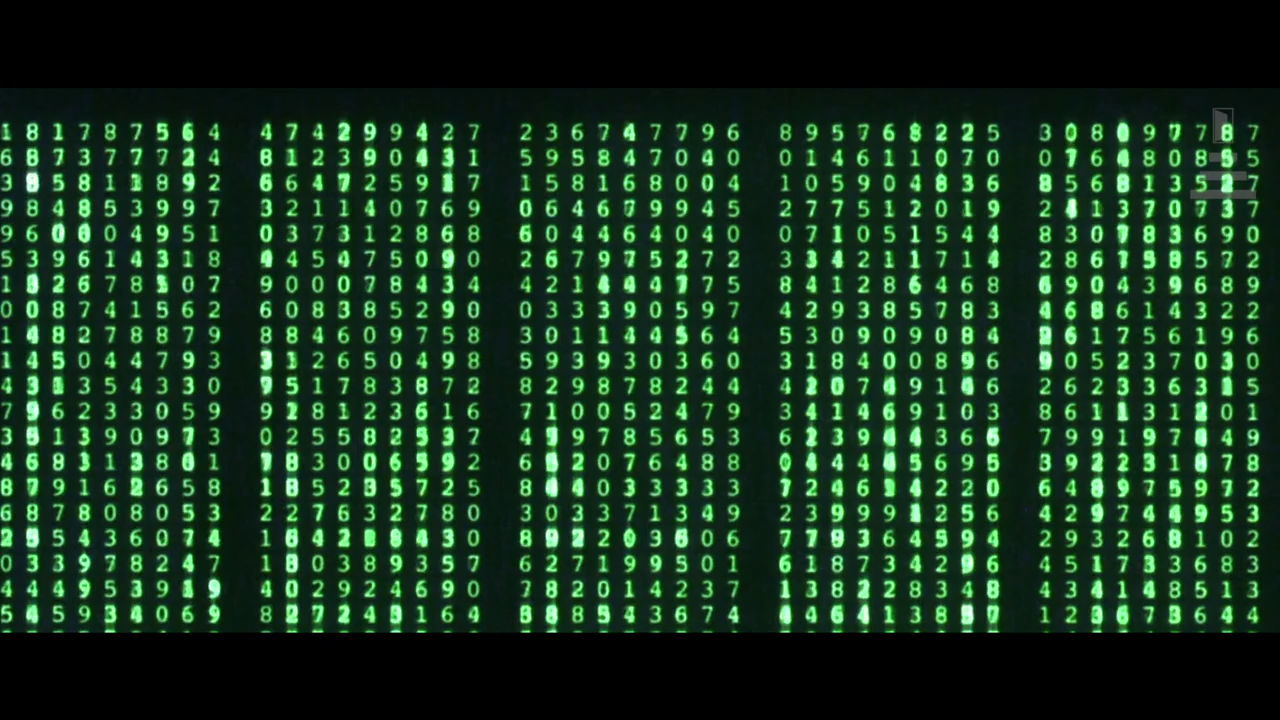 1 8 1 7 8 7 5 6 4 4 7 4 2 9 9 4 2 7 2 3 6 7 4 7 7 9 6 8 9 5 7 6 8 2 2 5 3 0 8 0 9 7 7 8 7
6 8 7 3 7 7 7 2 4 8 1 2 3 9 0 4 3 1 5 9 5 8 4 7 0 4 0 0 1 4 6 1 1 0 7 0 0 7 6 4 8 0 8 5 5
3 8 5 8 1 1 8 9 2 6 6 4 7 2 5 9 8 7 1 5 8 1 6 8 0 0 4 1 0 5 9 0 4 8 3 6 8 5 6 8 1 3 2 7
9 8 4 8 5 3 9 9 7 3 2 1 1 4 0 7 6 9 0 6 4 6 7 9 9 4 5 2 7 7 5 1 2 0 1 9 2 4 1 3 7 0 7 3 7
9 6 0 0 0 4 9 5 1 0 3 7 3 1 2 8 6 8 6 0 4 4 6 4 0 4 0 0 7 1 0 5 1 5 4 4 8 3 0 7 8 3 6 9 0
5 3 9 6 1 4 3 1 8 4 4 5 4 7 5 0 9 0 2 6 7 9 7 5 2 7 2 3 3 4 2 1 1 7 1 4 2 8 6 7 5 8 5 7 2
1 8 2 6 7 8 1 0 7 9 0 0 0 7 8 4 3 4 4 2 1 4 4 4 7 7 5 8 4 1 2 8 6 4 6 8 6 9 0 4 3 9 6 8 9
0 0 8 7 4 1 5 6 2 6 0 8 3 8 5 2 9 0 0 3 3 3 9 0 5 9 7 4 2 9 3 8 5 7 8 3 4 6 8 6 1 4 3 2 2
1 4 8 2 7 8 8 7 9 8 8 4 6 0 9 7 5 8 0 3 9 1 1 4 4 5 6 4 5 3 0 9 0 9 0 8 4 8 6 1 7 5 6 1 9 6
1 4 5 0 4 4 7 9 3 3 1 2 6 5 0 4 9 8 5 9 3 9 3 0 3 6 0 3 1 8 4 0 0 8 9 6 9 0 5 2 3 7 0 3 0
4 3 1 3 5 4 3 3 0 9 5 1 7 8 3 8 7 2 8 2 9 8 7 8 2 4 4 4 2 0 7 4 9 1 4 6 2 6 2 3 3 6 3 1 5
7 9 6 2 3 3 0 5 9 9 1 8 1 2 3 6 1 6 7 1 0 0 5 2 4 7 9 3 4 1 4 6 9 1 0 3 8 6 1 1 3 1 2 0 1
3 5 1 3 9 0 9 7 3 0 2 5 5 8 2 5 3 7 4 9 9 7 8 5 6 5 3 6 2 3 9 4 4 3 6 6 7 9 9 1 9 7 4 4 9
4 6 8 3 1 3 8 6 1 7 8 3 0 0 6 5 9 2 6 8 2 0 7 6 4 8 8 0 4 4 4 4 5 6 9 5 3 9 2 2 3 1 8 7 8
8 7 9 1 6 2 6 5 8 1 8 5 2 3 5 7 2 5 8 4 4 0 3 3 3 3 3 7 2 4 6 3 4 2 2 0 6 4 8 9 7 5 9 7 2
6 8 7 8 0 8 0 5 3 2 2 7 6 3 2 7 8 0 3 0 3 3 7 1 3 4 9 2 3 9 9 9 1 2 5 6 4 2 9 7 4 4 9 5 3
2 5 5 4 3 6 0 7 4 1 6 4 2 8 8 4 3 0 8 9 2 2 0 3 6 0 6 7 7 8 3 6 4 5 9 4 2 9 3 2 6 8 1 0 2
0 3 3 9 7 8 2 4 7 1 8 0 3 8 9 3 5 7 6 2 7 1 9 9 5 0 1 6 1 8 7 3 4 2 9 6 4 5 1 7 3 3 6 8 3
4 4 4 9 5 3 9 1 9 4 0 2 9 2 4 6 9 0 7 8 2 0 1 4 2 3 7 1 3 8 2 2 8 3 4 8 4 3 4 1 4 8 5 1 3
5 4 5 9 3 4 0 6 9 8 2 7 2 4 3 1 6 4 3 8 8 5 4 3 6 7 4 4 4 6 4 1 3 8 8 7 1 2 3 6 7 3 6 4 4